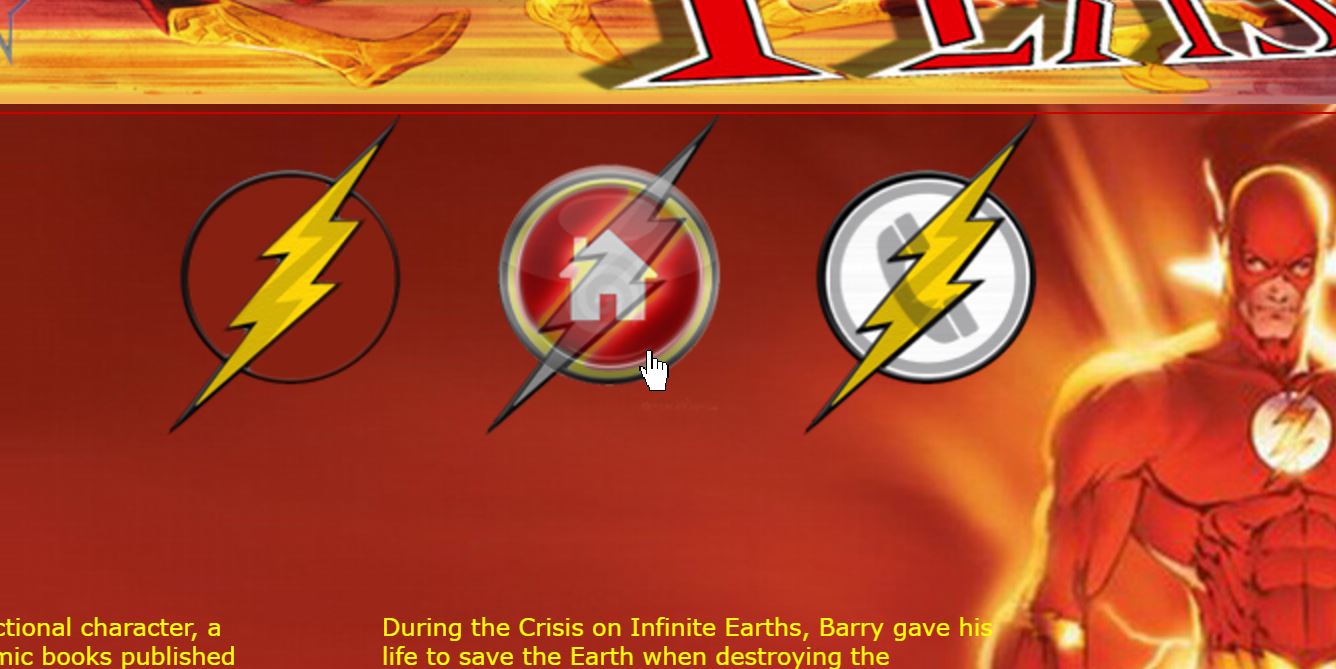 ctional character, a
mic books published
During the Crisis on Infinite Earths, Barry gave his
life to save the Earth when destroying the